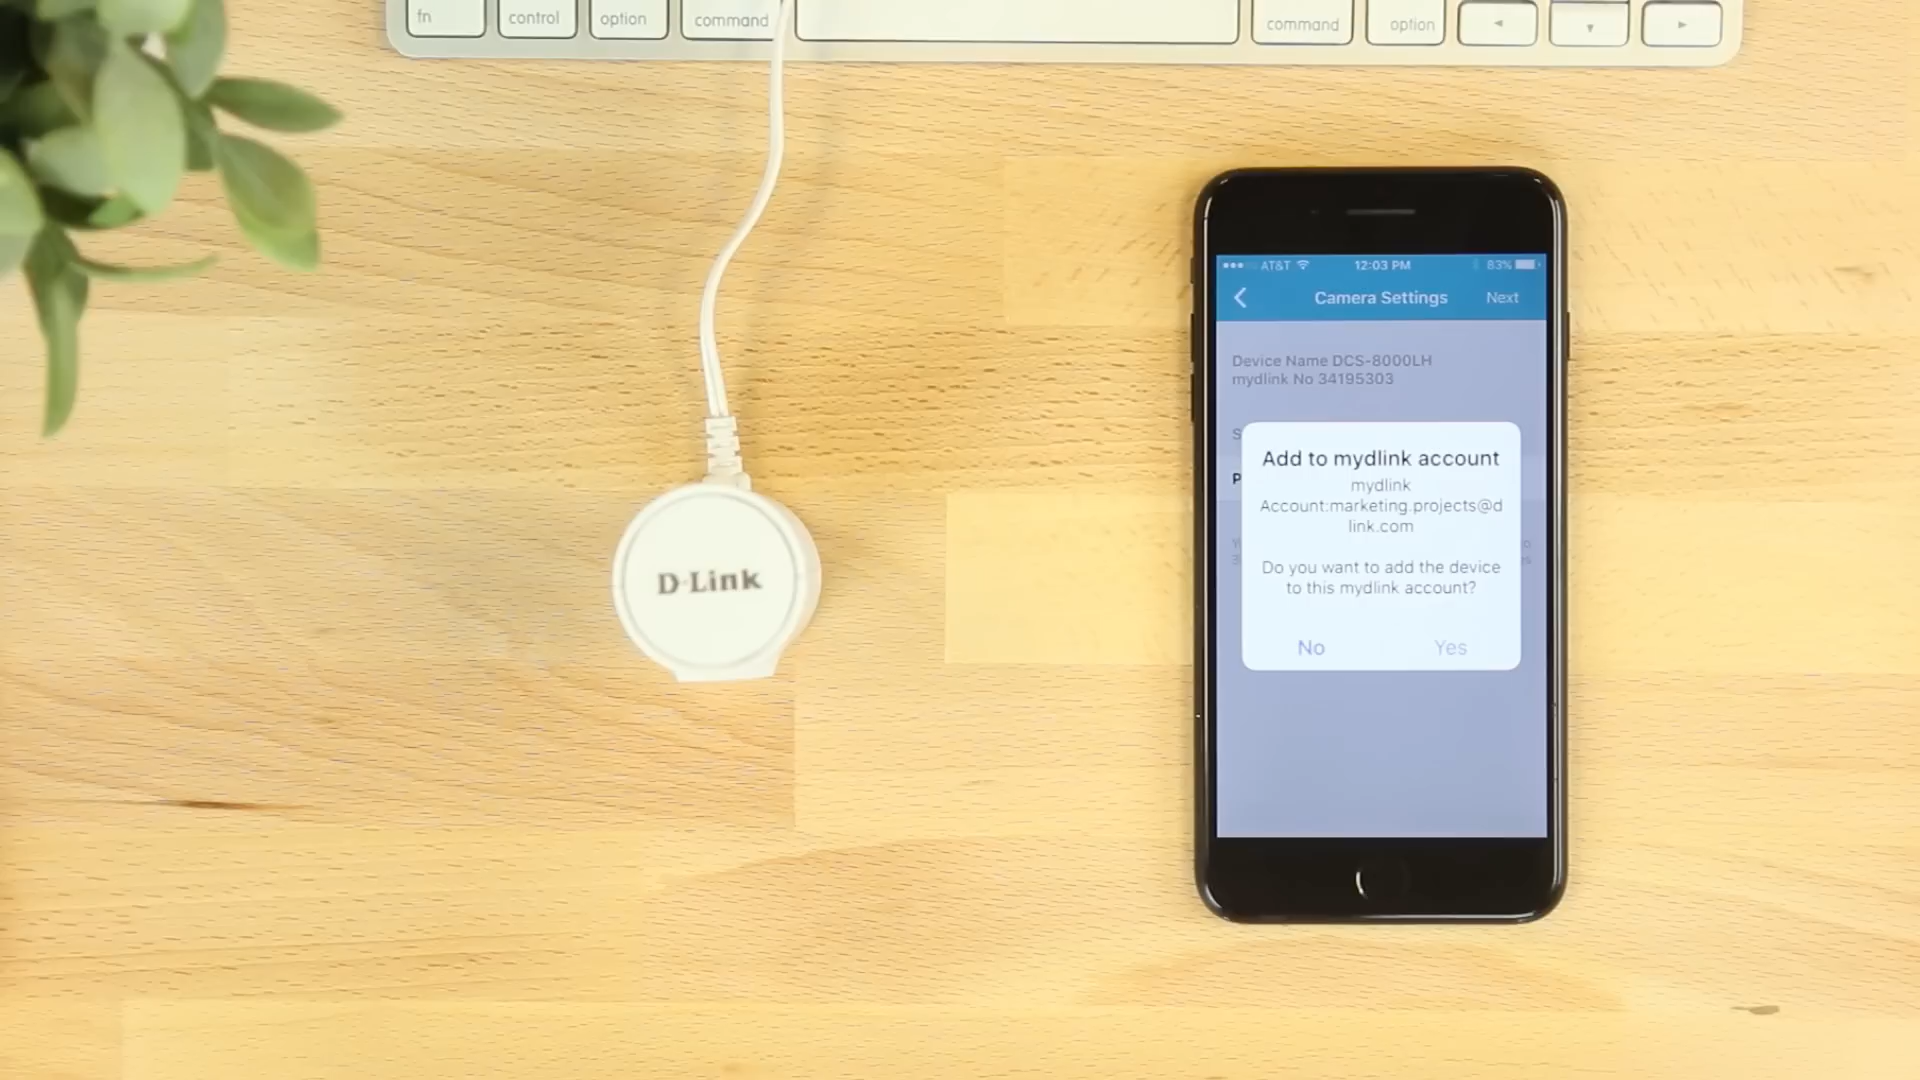 fn control option command command option
D-Link
AT&T 12:03 PM 83%
Camera Settings Next
Device Name DCS-8000LH
mydlink No 34195303
S
Add to mydlink account
P
mydlink
Account:marketing.projects@d
link.com
Do you want to add the device
to this mydlink account?
No Yes